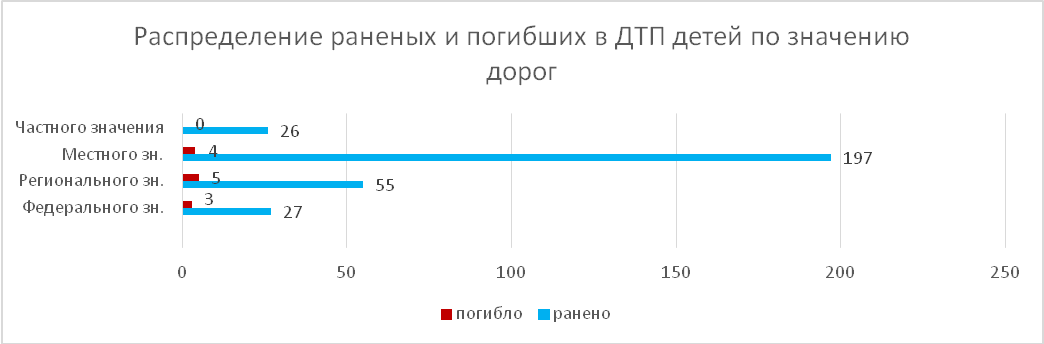 Распределение раненых и погибших в ДТП детей по значению
дорог
Частного значения
0
26
Местного зн.
4
197
Регионального зн.
5
55
Федерального зн.
3
27
0 50 100 150 200 250
погибло ранено